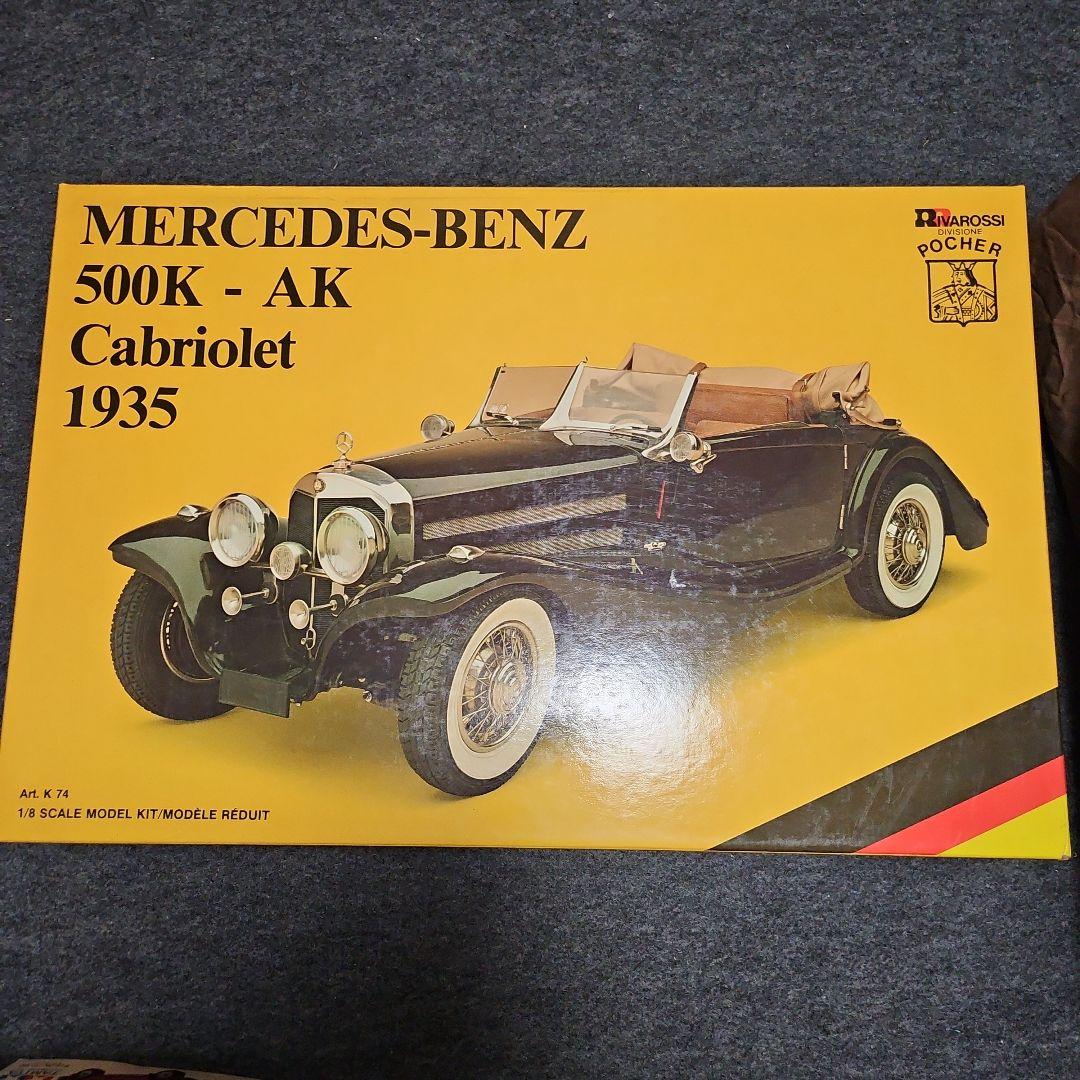 MERCEDES-BENZ
500K - AK
Cabriolet
1935
RIVAROSSI
DIVISIONE
POCHER
Art. K 74
1/8 SCALE MODEL KIT/MODÈLE RÉDUIT